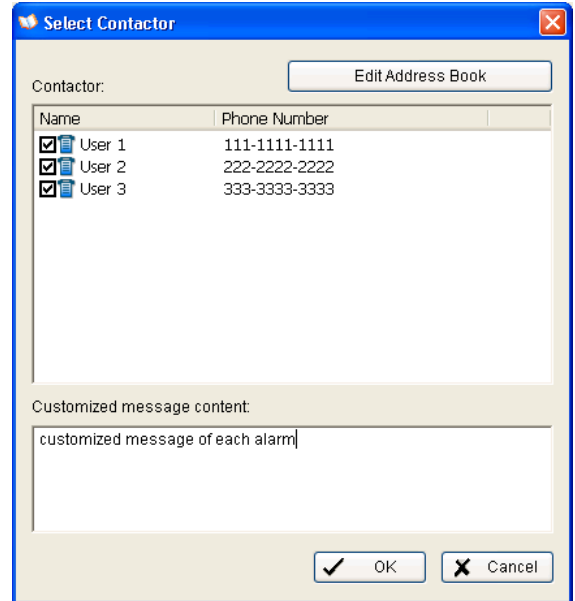 Select Contactor
Edit Address Book
Contactor:
Name Phone Number
User 1 111-1111-1111
User 2 222-2222-2222
User 3 333-3333-3333
Customized message content:
customized message of each alarm
OK Cancel